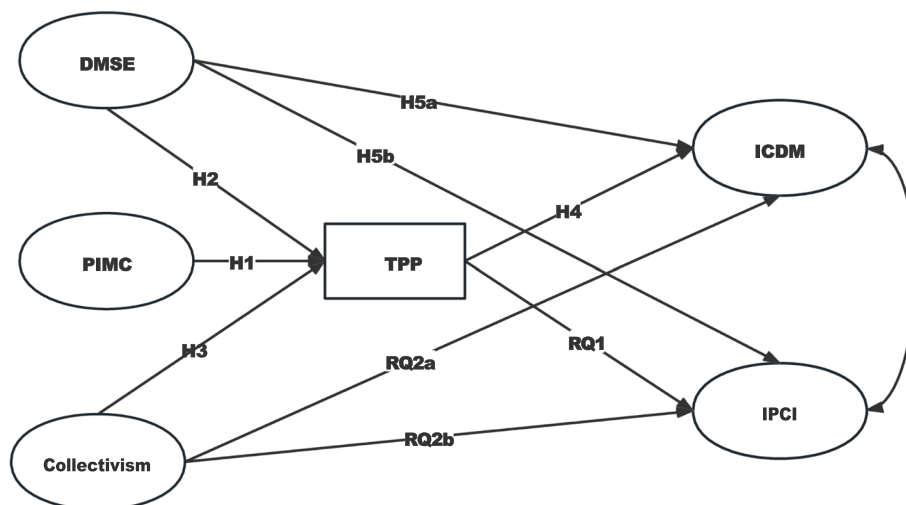 DMSE
H5a
H5b
ICDM
H2
H4
PIMC
H1
TPP
H3
RQ1
RQ2a
IPCI
RQ2b
Collectivism